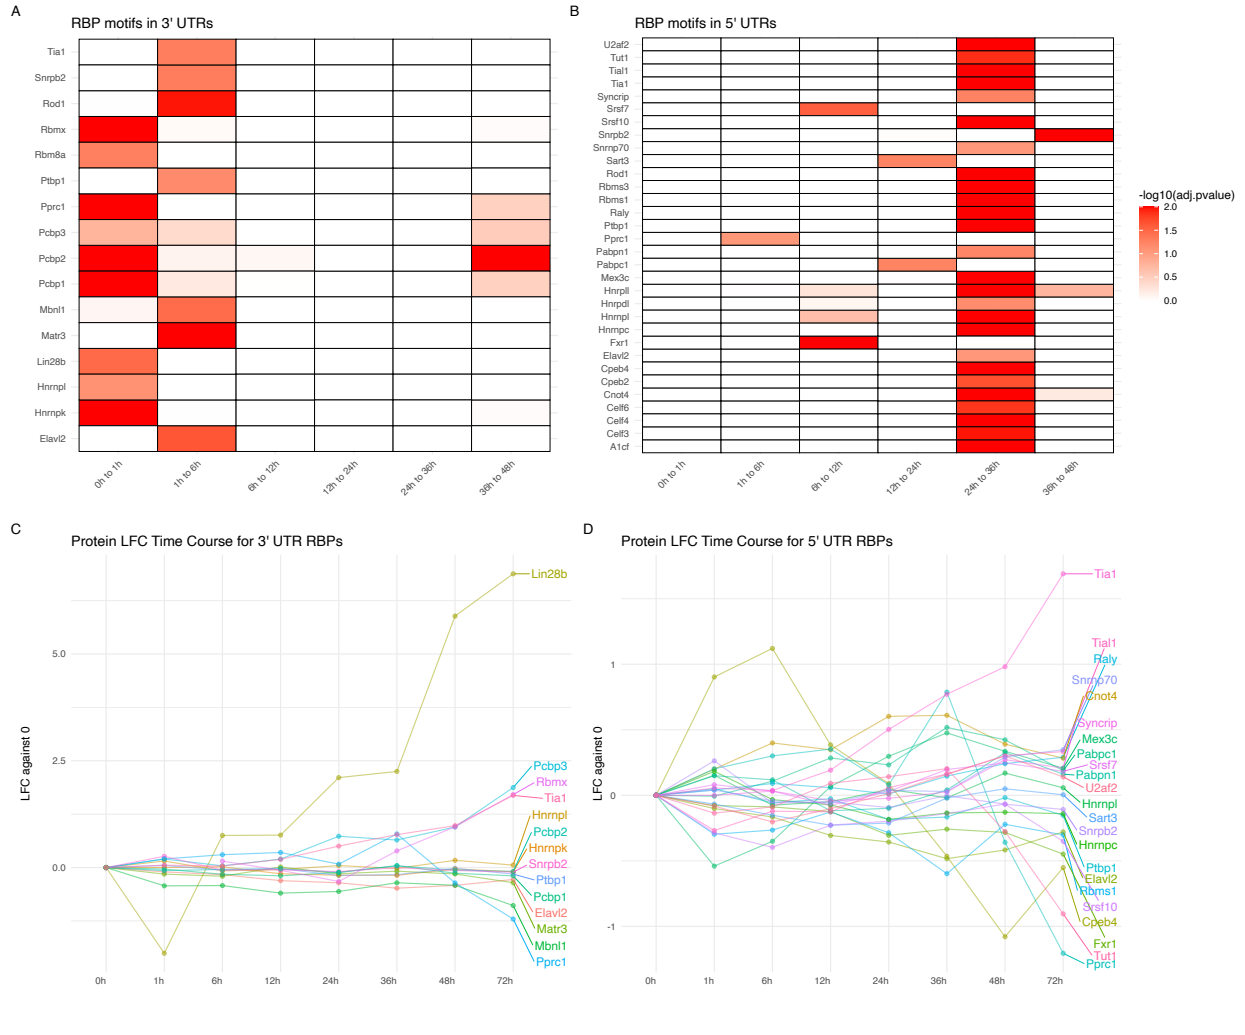 A
RBP motifs in 3' UTRs
Tia1
Snrpb2
Rod1
Rbmx
Rbm8a
Ptbp1
Pprc1
Pcbp3
Pcbp2
Pcbp1
Mbnl1
Matr3
Lin28b
Hnrnpl
Hnrnpk
Elavl2
0h to 1h
1h to 6h
6h to 12h
12h to 24h
24h to 36h
36h to 48h
B
RBP motifs in 5' UTRs
U2af2
Tut1
Tial1
Tia1
Syncrip
Srsf7
Srsf10
Snrpb2
Snrnp70
Sart3
Rod1
Rbms3
Rbms1
Raly
Ptbp1
Pprc1
Pabpn1
Pabpc1
Mex3c
Hnrpll
Hnrpdl
Hnrnpl
Hnrnpc
Fxr1
Elavl2
Cpeb4
Cpeb2
Cnot4
Celf6
Celf4
Celf3
A1cf
0h to 1h
1h to 6h
6h to 12h
12h to 24h
24h to 36h
36h to 48h
-log10(adj.pvalue)
2.0
1.5
1.0
0.5
0.0
C
Protein LFC Time Course for 3' UTR RBPs
LFC against 0
5.0
2.5
0.0
0h
1h
6h
12h
24h
36h
48h
72h
Lin28b
Pcbp3
Rbmx
Tia1
Hnrnpl
Pcbp2
Hnrnpk
Snrpb2
Ptbp1
Pcbp1
Elavl2
Matr3
Mbnl1
Pprc1
D
Protein LFC Time Course for 5' UTR RBPs
LFC against 0
1
0
-1
0h
1h
6h
12h
24h
36h
48h
72h
Tia1
Tial1
Raly
Snrnp70
Cnot4
Syncrip
Mex3c
Pabpc1
Srsf7
Pabpn1
U2af2
Hnrnpl
Sart3
Snrpb2
Hnrnpc
Ptbp1
Elavl2
Rbms1
Srsf10
Cpeb4
Fxr1
Tut1
Pprc1